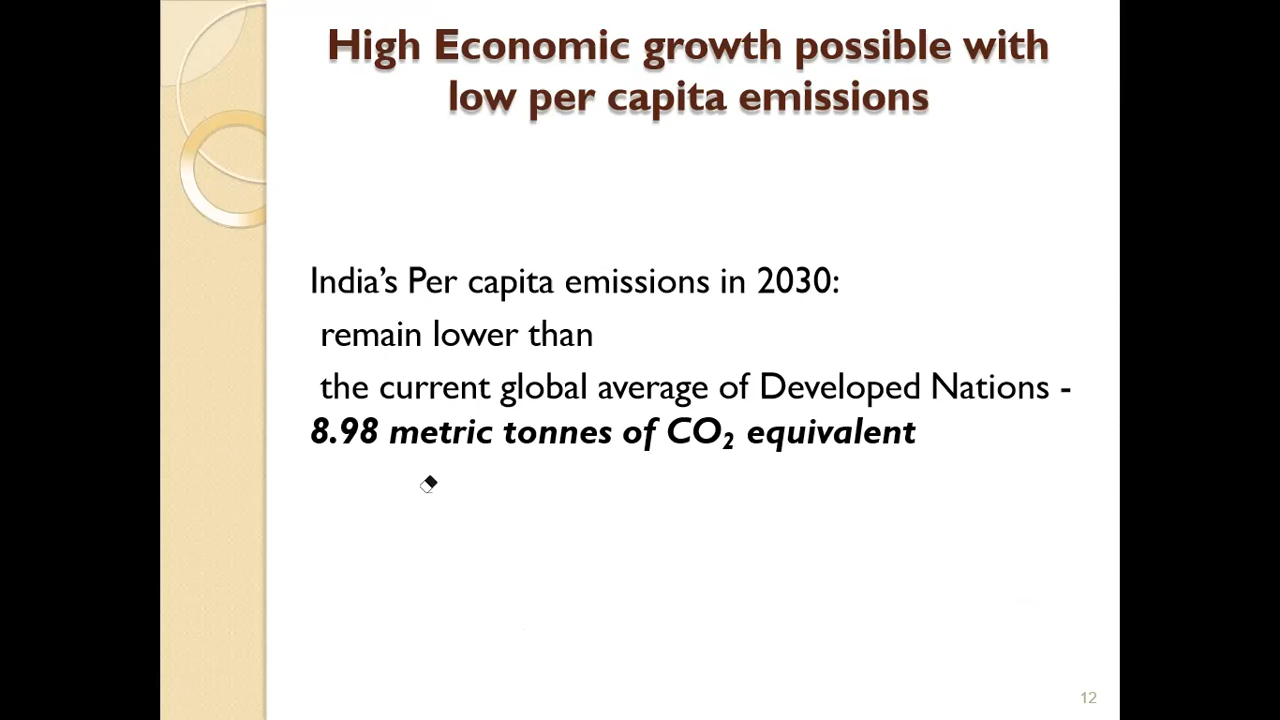 High Economic growth possible with
low per capita emissions
India’s Per capita emissions in 2030:
remain lower than
the current global average of Developed Nations -
8.98 metric tonnes of CO₂ equivalent
12